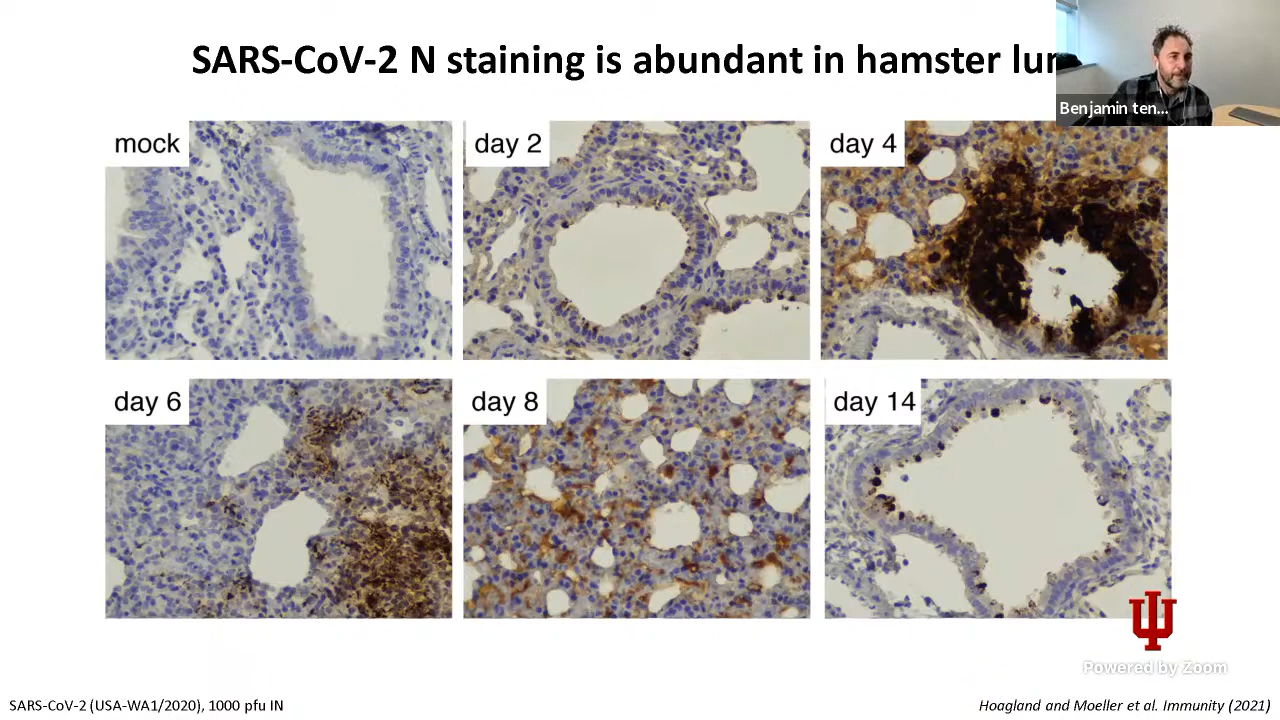 SARS-CoV-2 N staining is abundant in hamster
Benjamin ten...
mock
day 2
day 4
day 6
day 8
day 14
Powered by Zoom
SARS-CoV-2 (USA-WA1/2020), 1000 pfu IN
Hoagland and Moeller et al. Immunity (2021)